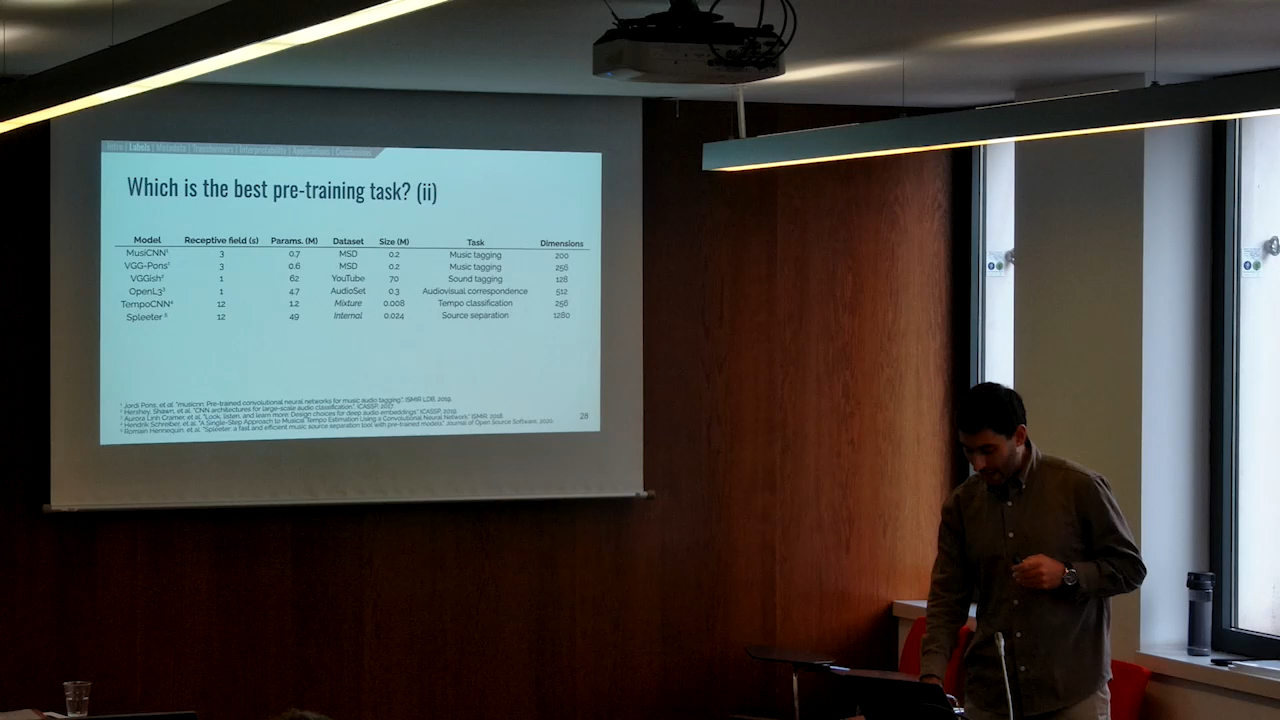 Intro | Labels | Metadata | Transformers | Interpretability | Applications | Conclusion
Which is the best pre-training task? (ii)
Model Receptive field (s) Params. (M) Dataset Size (M) Task Dimensions
MusiCNN¹ 3 0.7 MSD 0.2 Music tagging 200
VGG-Pons¹ 3 0.6 MSD 0.2 Music tagging 256
VGGish² 1 62 YouTube 70 Sound tagging 128
OpenL3³ 1 4.7 AudioSet 0.3 Audiovisual correspondence 512
TempoCNN⁴ 12 1.2 Mixture 0.008 Tempo classification 256
Spleeter ⁵ 12 49 Internal 0.024 Source separation 1280
¹ Jordi Pons, et al. "musicnn: Pre-trained convolutional neural networks for music audio tagging". ISMIR LDB, 2019.
² Hershey, Shawn, et al. "CNN architectures for large-scale audio classification." ICASSP, 2017.
³ Aurora Linh Cramer, et al. "Look, listen, and learn more: Design choices for deep audio embeddings" ICASSP, 2019.
⁴ Hendrik Schreiber, et al. "A Single-Step Approach to Musical Tempo Estimation Using a Convolutional Neural Network." ISMIR, 2018.
⁵ Romain Hennequin, et al. "Spleeter: a fast and efficient music source separation tool with pre-trained models." Journal of Open Source Software, 2020.
28